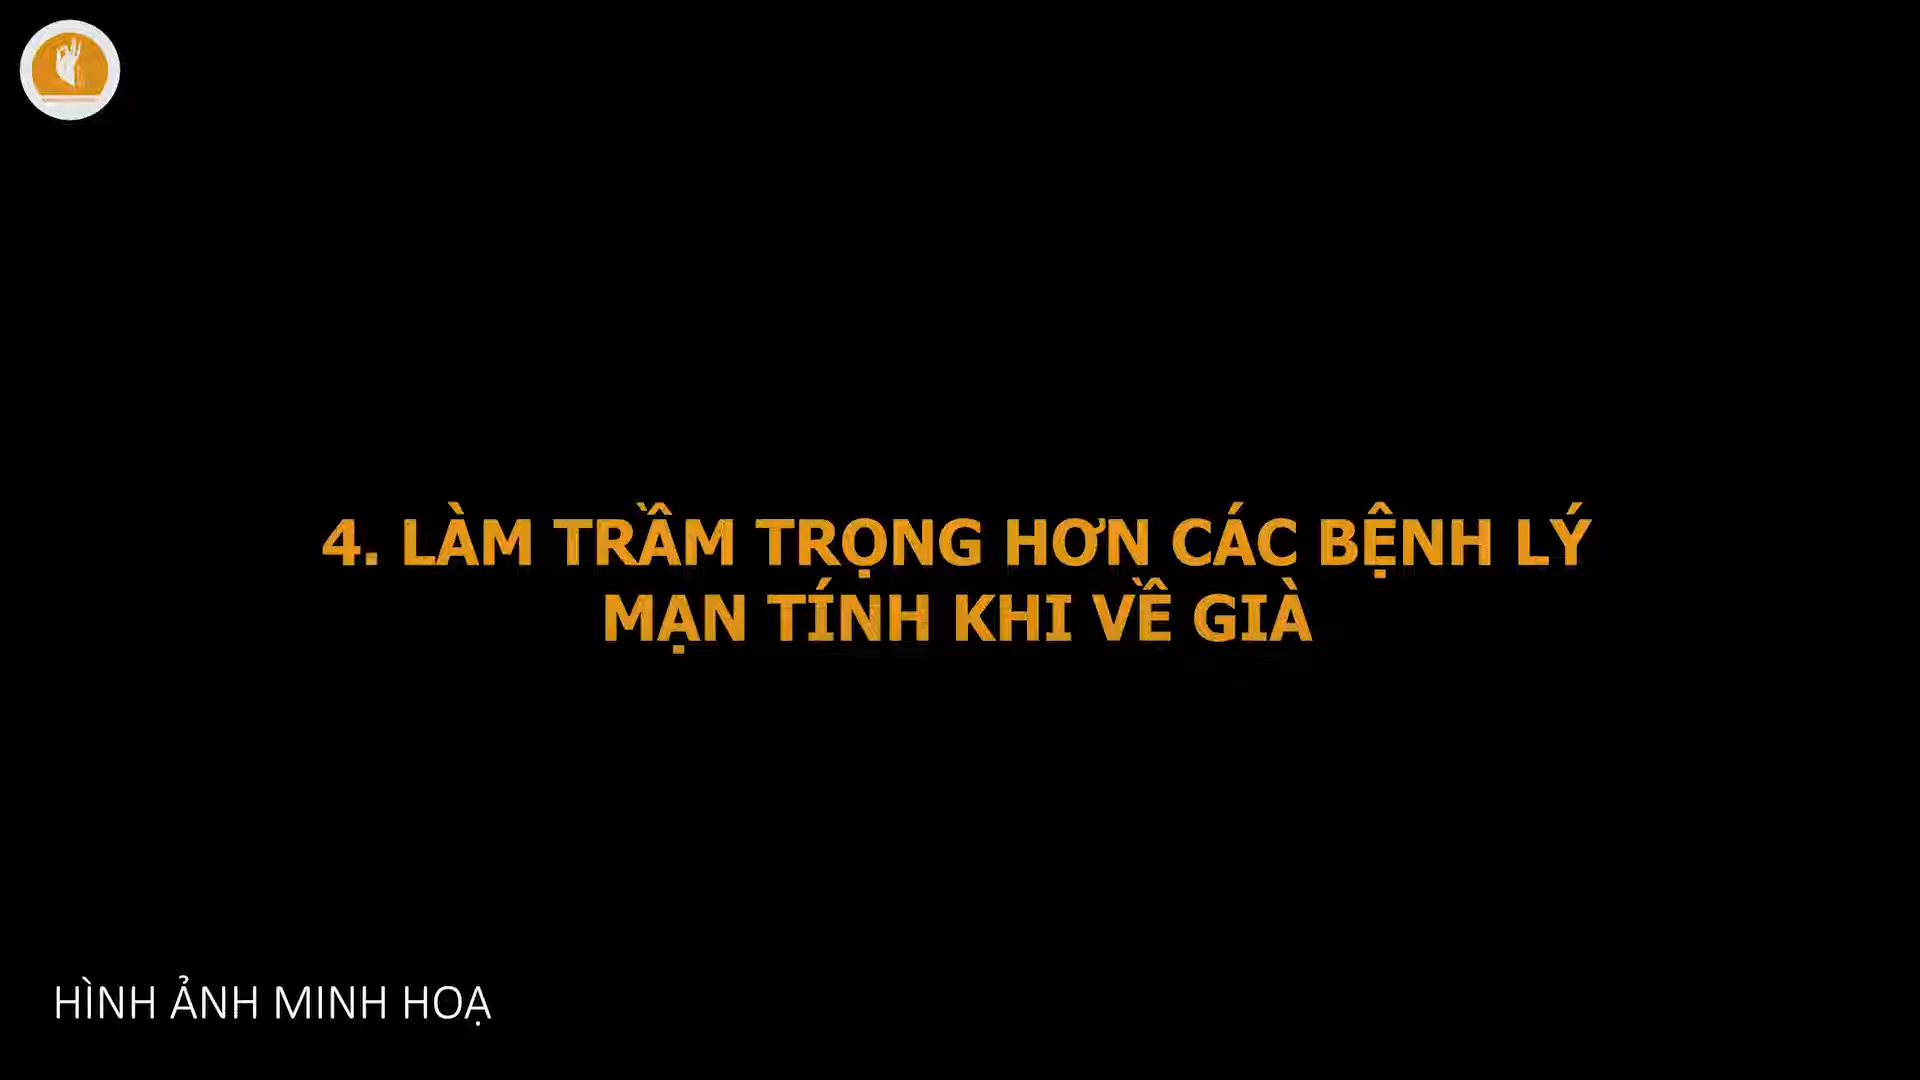 4. LÀM TRẦM TRỌNG HƠN CÁC BỆNH LÝ
MẠN TÍNH KHI VỀ GIÀ
HÌNH ẢNH MINH HOẠ